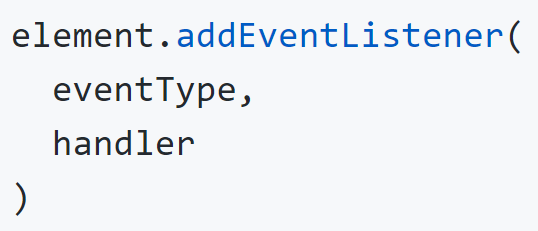 element.addEventListener(
  eventType,
  handler
)